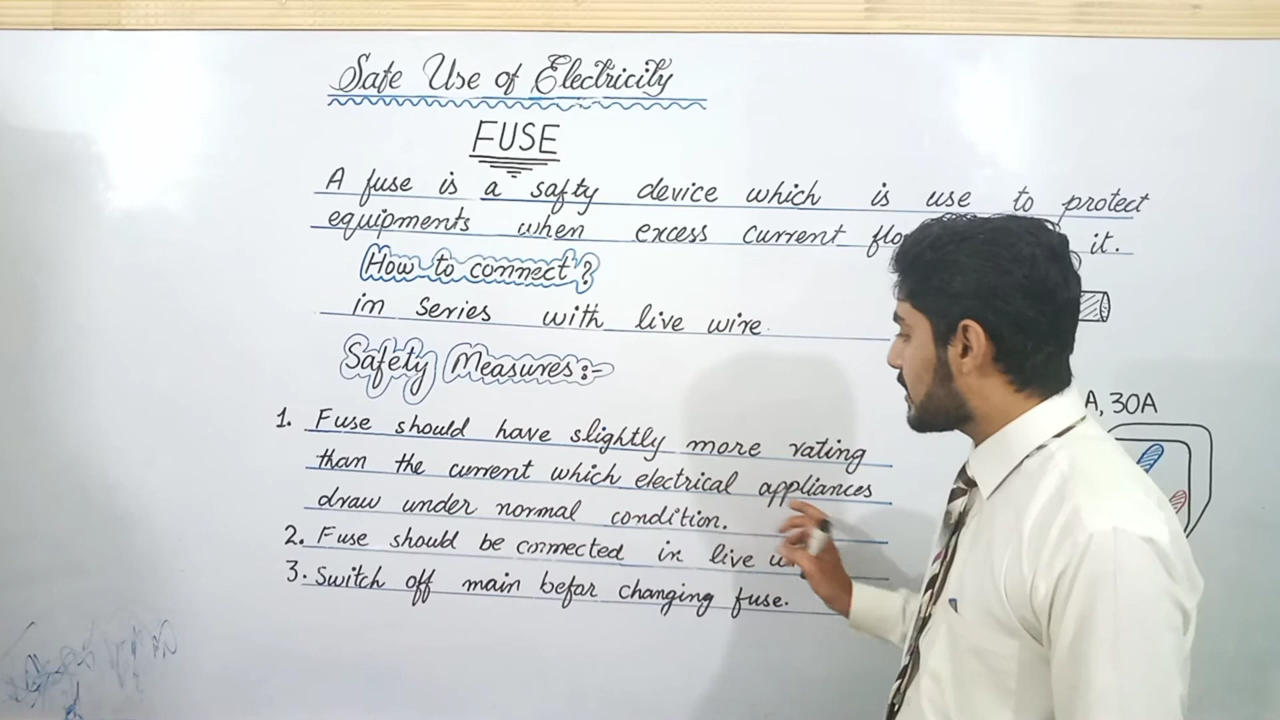 Safe Use of Electricity
FUSE
A fuse is a safty device which is use to protect
equipments when excess current it.
How to connect?
in series with live wire.
Safety Measures:-
A, 30A
1. Fuse should have slightly more rating
than the current which electrical appliances
draw under normal condition.
2. Fuse should be connected in live
3. Switch off main befor changing fuse.